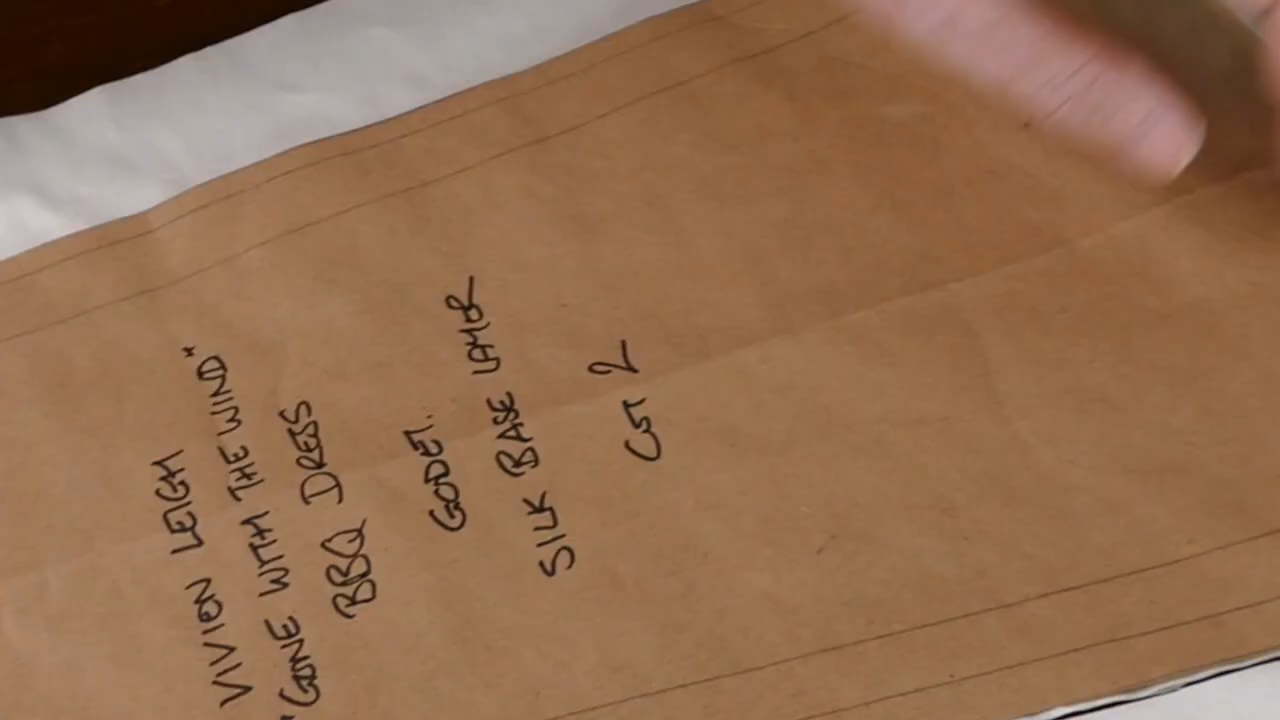 VIVIEN LEIGH
"GONE WITH THE WIND"
BBQ DRESS
GODET.
SILK BASE LAYER
CUT 2